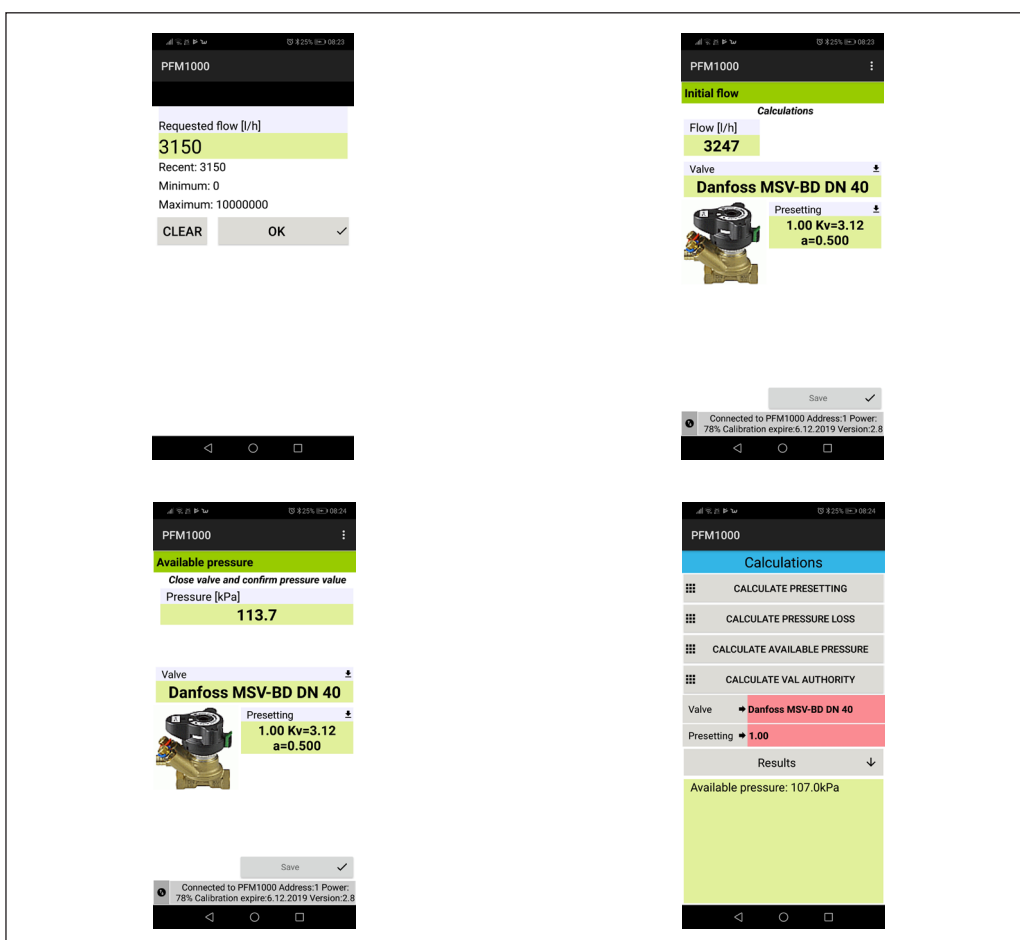 08:23
PFM1000
Requested flow [l/h]
3150
Recent: 3150
Minimum: 0
Maximum: 10000000
CLEAR OK
25% 08:23
PFM1000
Initial flow
Calculations
Flow [l/h]
3247
Valve
Danfoss MSV-BD DN 40
Presetting
1.00 Kv=3.12
a=0.500
Save
Connected to PFM1000 Address:1 Power:
78% Calibration expire:6.12.2019 Version:2.8
25% 08:24
PFM1000
Available pressure
Close valve and confirm pressure value
Pressure [kPa]
113.7
Valve
Danfoss MSV-BD DN 40
Presetting
1.00 Kv=3.12
a=0.500
Save
Connected to PFM1000 Address:1 Power:
78% Calibration expire:6.12.2019 Version:2.8
25% 08:24
PFM1000
Calculations
CALCULATE PRESETTING
CALCULATE PRESSURE LOSS
CALCULATE AVAILABLE PRESSURE
CALCULATE VAL AUTHORITY
Valve Danfoss MSV-BD DN 40
Presetting 1.00
Results
Available pressure: 107.0kPa